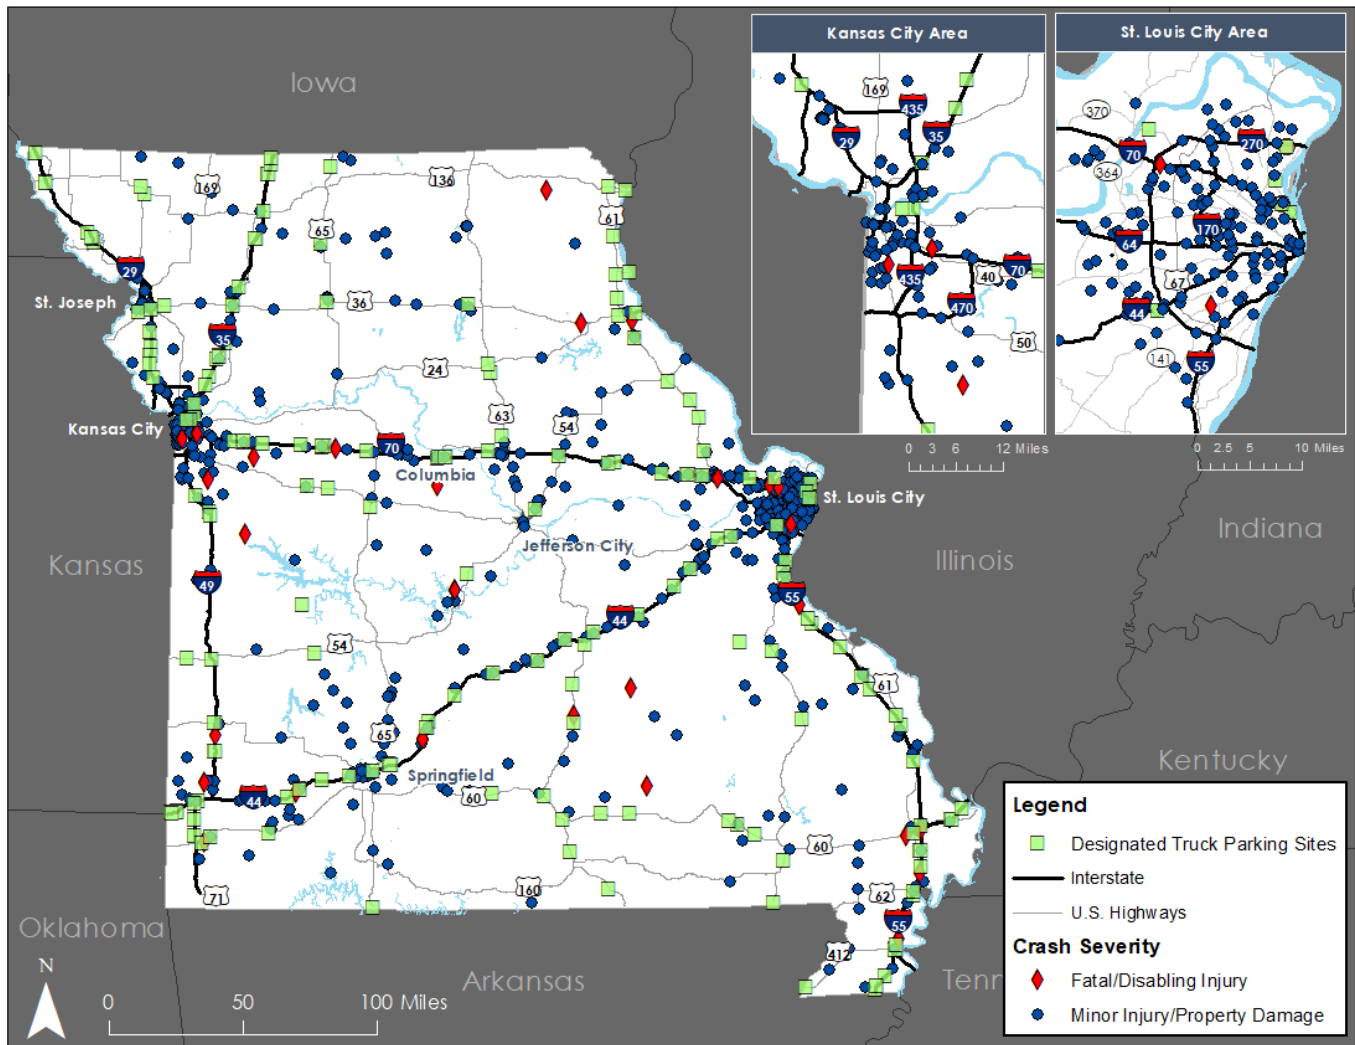 Kansas City Area
St. Louis City Area
Iowa
169
435
29
35
40
70
435
470
50
0 3 6 12 Miles
370
70
270
364
170
64
67
44
141
55
0 2.5 5 10 Miles
136
169
65
61
29
St. Joseph
36
35
24
63
54
Kansas City
70
Columbia
St. Louis City
Jefferson City
Indiana
Illinois
Kansas
49
55
44
54
61
65
Springfield
Kentucky
44
60
60
71
160
62
55
412
Oklahoma
Arkansas
Tenn
N
0 50 100 Miles
Legend
Designated Truck Parking Sites
Interstate
U.S. Highways
Crash Severity
Fatal/Disabling Injury
Minor Injury/Property Damage